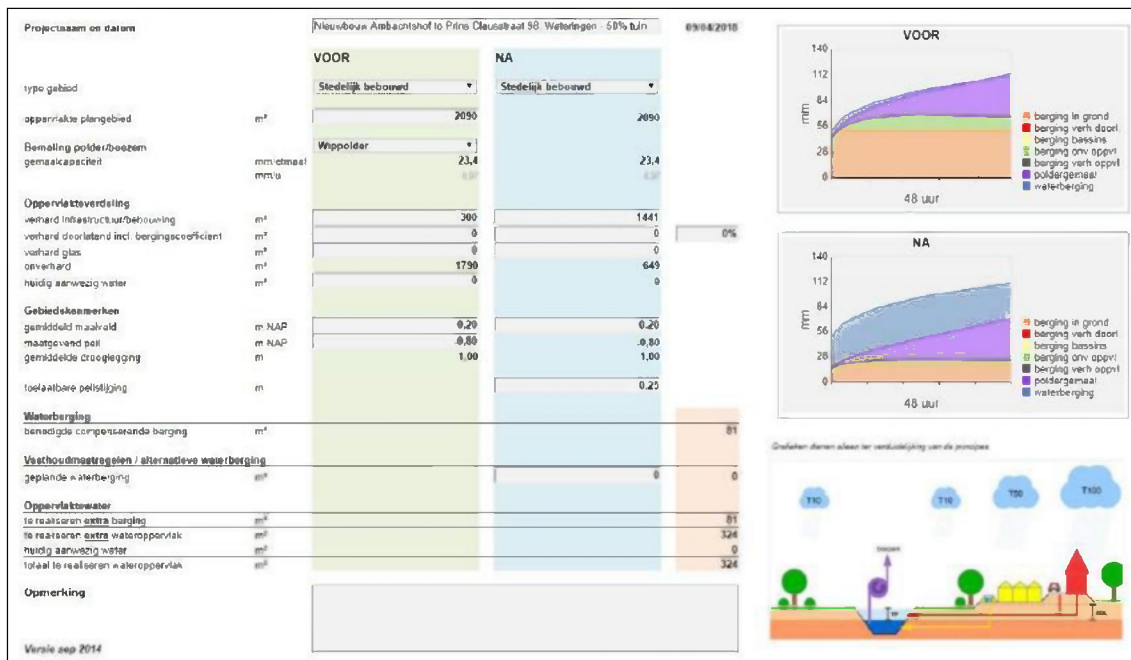 Projectnaam en datum Nieuwbouw Ambachtshof to Prins Clausstraat 98, Wateringen - 50% tuin 09/04/2018
VOOR NA
type gebied Stedelijk bebouwd Stedelijk bebouwd
oppervlakte plangebied m² 2090 2090
Bemaling polder/boezem Wippolder
gemaalcapaciteit mm/etmaal 23,4 23,4
mm/u
Oppervlakteverdeling
verhard infrastructuur/bebouwing m² 300 1441
verhard doorlatend incl. bergingscoefficient m² 0 0 0%
verhard glas m² 0 0
onverhard m² 1790 649
huidig aanwezig water m² 0 0
Gebiedskenmerken
gemiddeld maaiveld m NAP 0,20 0,20
maatgevend peil m NAP -0,80 -0,80
gemiddelde drooglegging m 1,00 1,00
toelaatbare peilstijging m 0,25
Waterberging
benodigde compenserende berging m³ 81
Vasthoudmaatregelen / alternatieve waterberging
geplande waterberging m³ 0 0
Oppervlaktewater
te realiseren extra berging m³ 81
te realiseren extra wateroppervlak m² 324
huidig aanwezig water m² 0
totaal te realiseren wateroppervlak m² 324
Opmerking
Versie sep 2014
VOOR
140
112
84
56
28
0
mm
48 uur
berging in grond
berging verh doorl.
berging bassins
berging onv oppvl
berging verh oppvl
poldergemaal
waterberging
NA
140
112
84
56
28
0
mm
48 uur
berging in grond
berging verh doorl.
berging bassins
berging onv oppvl
berging verh oppvl
poldergemaal
waterberging
Grafieken dienen alleen ter verduidelijking van de principes
T10 T10 T50 T100